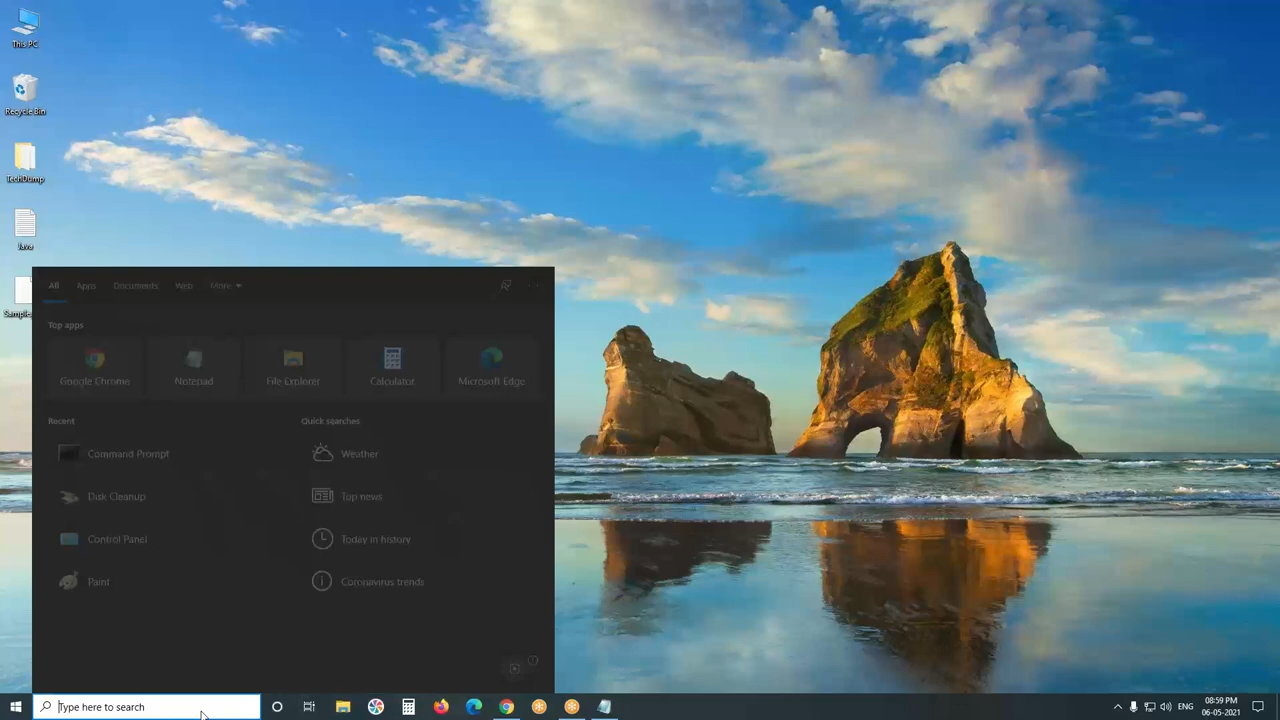 This PC
Recycle Bin
TechDump
Java
All Apps Documents Web More
Top apps
Google Chrome Notepad File Explorer Calculator Microsoft Edge
Recent Quick searches
Command Prompt Weather
Disk Cleanup Top news
Control Panel Today in history
Paint Coronavirus trends
Type here to search
ENG
08:59 PM
06-05-2021